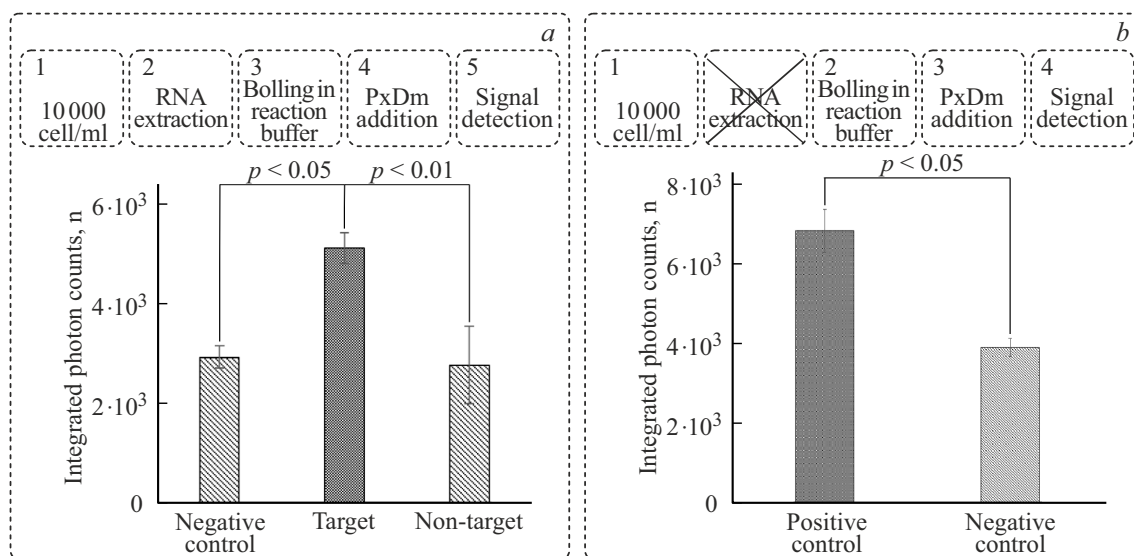 a
1
10 000
cell/ml
2
RNA
extraction
3
Bolling in
reaction
buffer
4
PxDm
addition
5
Signal
detection
p < 0.05
p < 0.01
Integrated photon counts, n
6·10³
4·10³
2·10³
0
Negative
control
Target
Non-target
b
1
10 000
cell/ml
RNA
extraction
2
Bolling in
reaction
buffer
3
PxDm
addition
4
Signal
detection
p < 0.05
Integrated photon counts, n
8·10³
6·10³
4·10³
2·10³
0
Positive
control
Negative
control